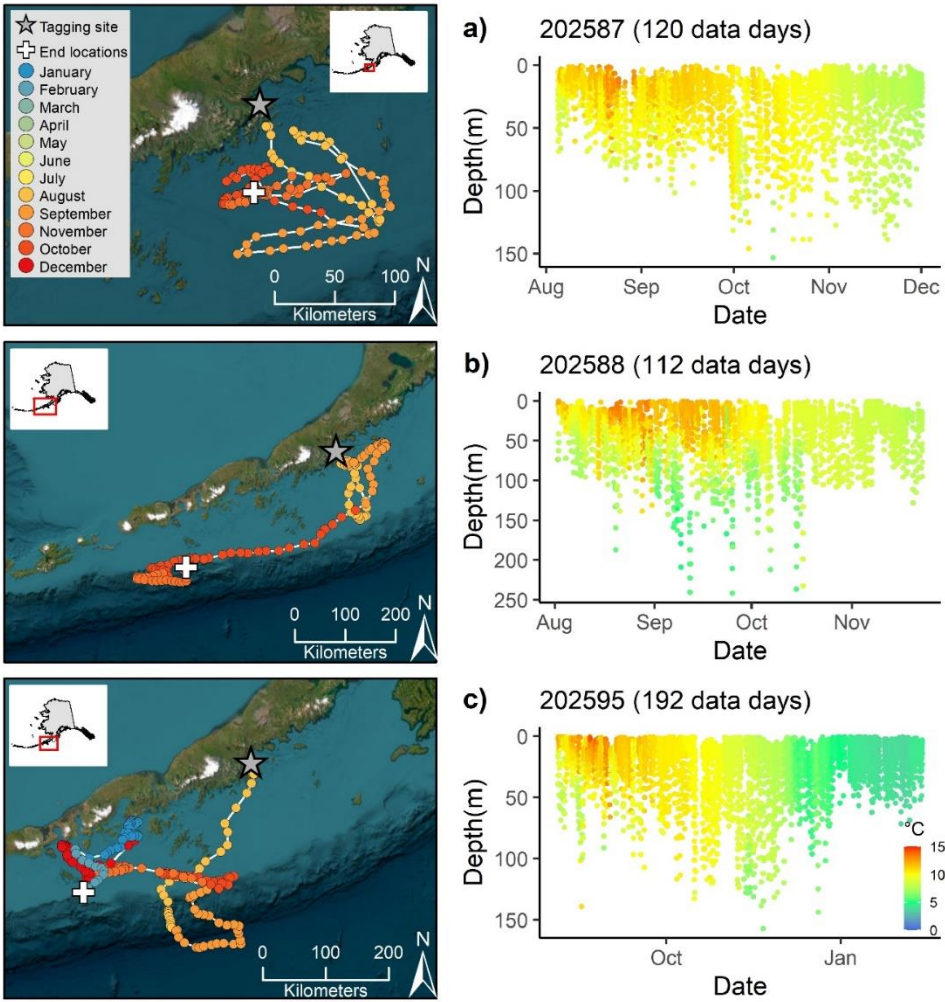 Tagging site
End locations
January
February
March
April
May
June
July
August
September
November
October
December
0 50 100
Kilometers
N
a)
202587 (120 data days)
Depth(m)
0
50
100
150
Aug Sep Oct Nov Dec
Date
0 100 200
Kilometers
N
b)
202588 (112 data days)
Depth(m)
0
50
100
150
200
250
Aug Sep Oct Nov
Date
0 100 200
Kilometers
N
c)
202595 (192 data days)
Depth(m)
0
50
100
150
°C
15
10
5
0
Oct Jan
Date